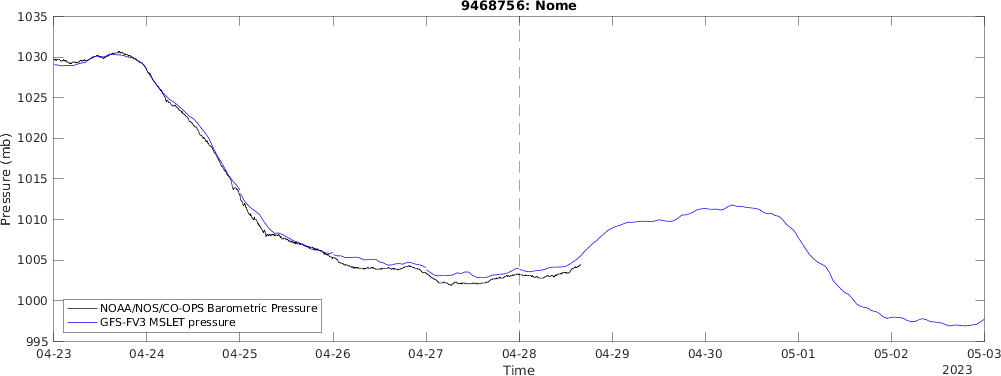 9468756: Nome
Pressure (mb)
1035
1030
1025
1020
1015
1010
1005
1000
995
NOAA/NOS/CO-OPS Barometric Pressure
GFS-FV3 MSLET pressure
04-23 04-24 04-25 04-26 04-27 04-28 04-29 04-30 05-01 05-02 05-03
Time
2023